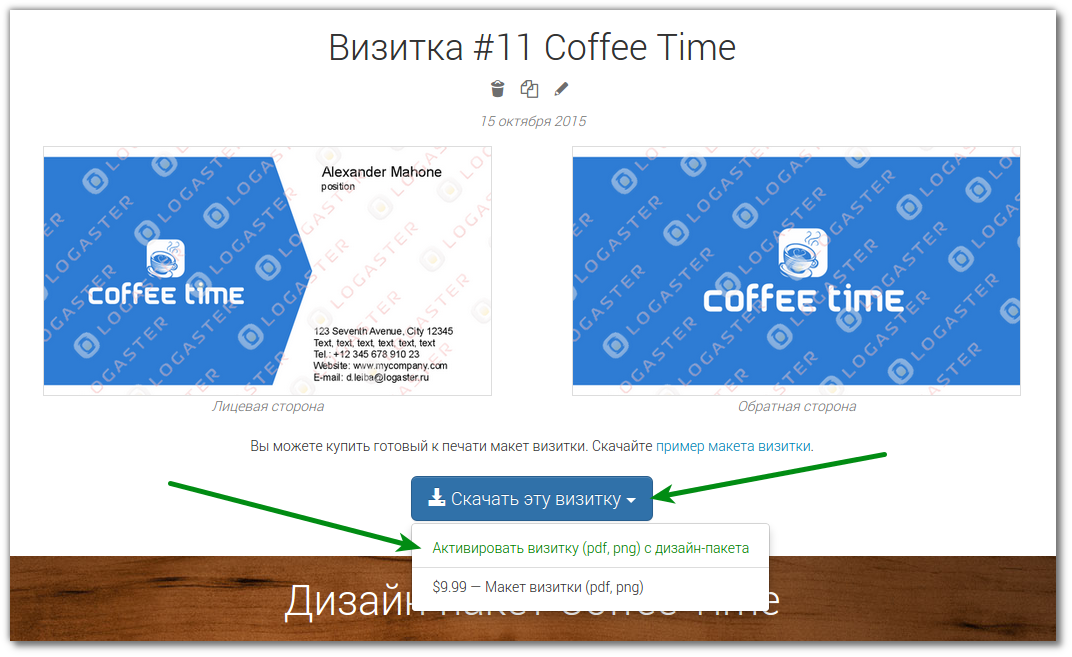 Визитка #11 Coffee Time
15 октября 2015
LOGASTER
coffee time
Alexander Mahone
position
123 Seventh Avenue, City 12345
Text, text, text, text, text, text
Tel.: +12 345 678 910 23
Website: www.mycompany.com
E-mail: d.leiba@logaster.ru
Лицевая сторона
LOGASTER
coffee time
Обратная сторона
Вы можете купить готовый к печати макет визитки. Скачайте пример макета визитки.
Скачать эту визитку
Активировать визитку (pdf, png) с дизайн-пакета
$9.99 — Макет визитки (pdf, png)
Дизайн-пакет Coffee Time